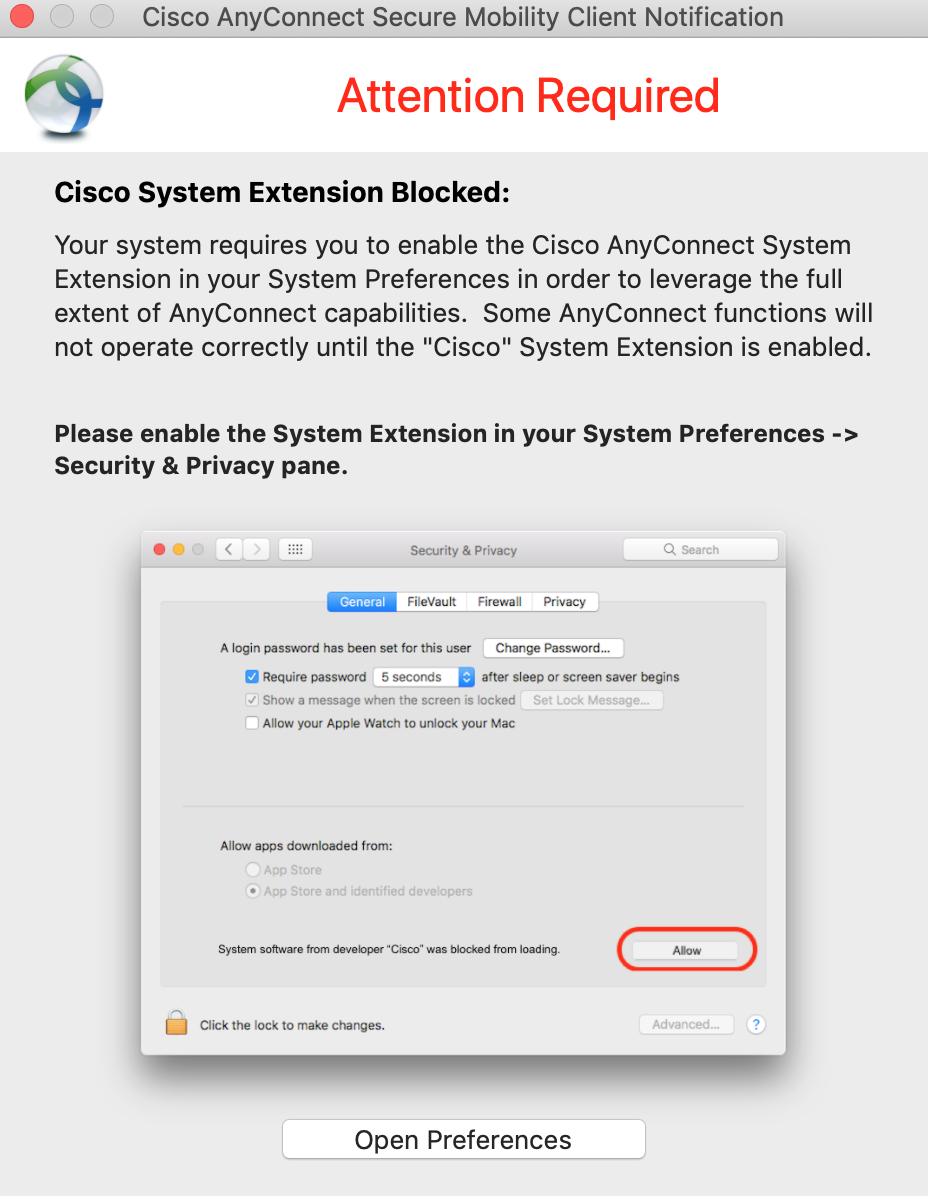 Cisco AnyConnect Secure Mobility Client Notification
Attention Required
Cisco System Extension Blocked:
Your system requires you to enable the Cisco AnyConnect System
Extension in your System Preferences in order to leverage the full
extent of AnyConnect capabilities.  Some AnyConnect functions will
not operate correctly until the "Cisco" System Extension is enabled.
Please enable the System Extension in your System Preferences ->
Security & Privacy pane.
Security & Privacy
Search
General FileVault Firewall Privacy
A login password has been set for this user Change Password...
Require password 5 seconds after sleep or screen saver begins
Show a message when the screen is locked Set Lock Message...
Allow your Apple Watch to unlock your Mac
Allow apps downloaded from:
App Store
App Store and identified developers
System software from developer “Cisco” was blocked from loading. Allow
Click the lock to make changes. Advanced... ?
Open Preferences